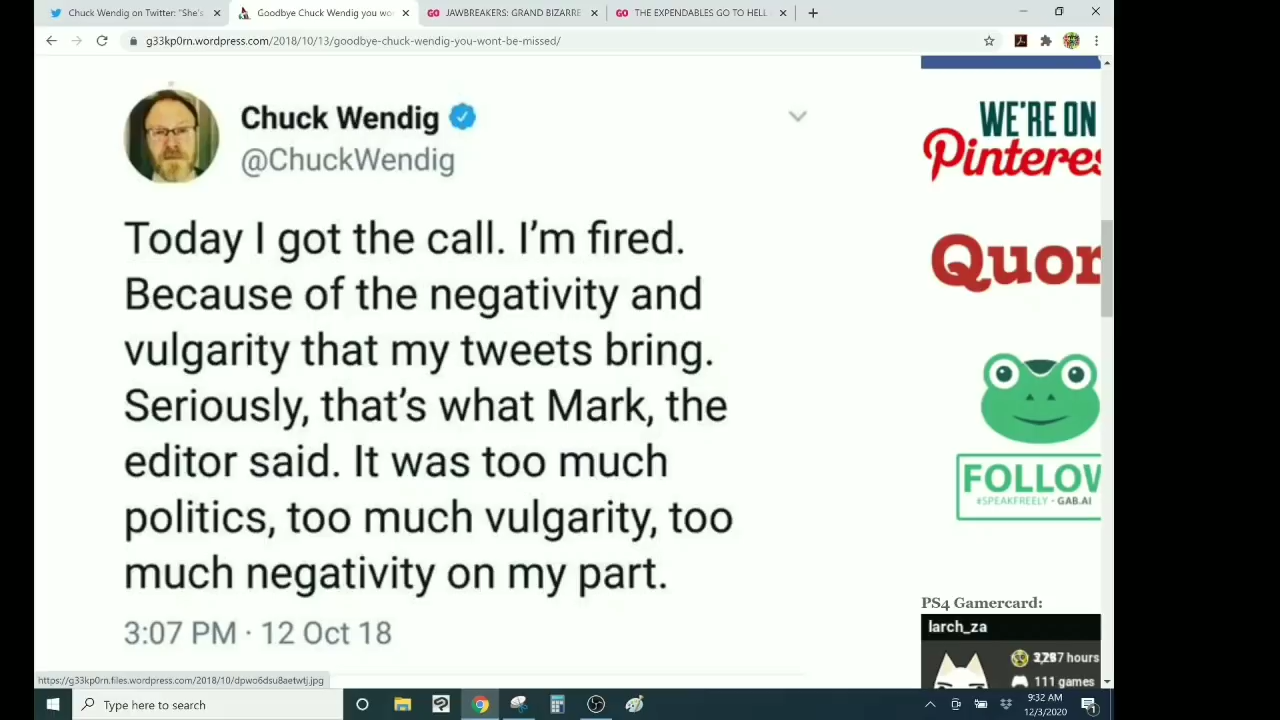 Chuck Wendig on Twitter: "She's
Goodbye Chuck Wendig you wo
GO JAWBREAKERS: GRAND BIZARRE
GO THE EXPENDABLES GO TO HELL
g33kp0rn.wordpress.com/2018/10/13/goodbye-chuck-wendig-you-wont-be-missed/
Chuck Wendig
@ChuckWendig
Today I got the call. I'm fired.
Because of the negativity and
vulgarity that my tweets bring.
Seriously, that's what Mark, the
editor said. It was too much
politics, too much vulgarity, too
much negativity on my part.
3:07 PM · 12 Oct 18
WE'RE ON
Pinteres
Quor
FOLLOW
#SPEAKFREELY - GAB.AI
PS4 Gamercard:
larch_za
hours
111 games
https://g33kp0rn.files.wordpress.com/2018/10/dpwo6dsu8aetwtj.jpg
Type here to search
9:32 AM
12/3/2020
1